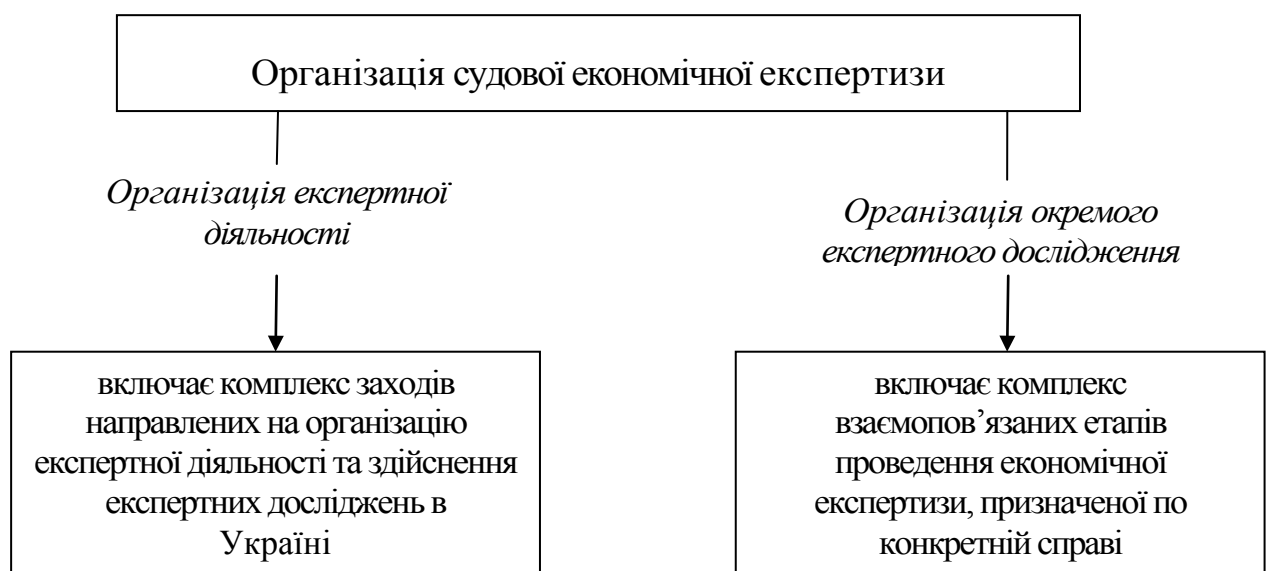 Організація судової економічної експертизи
Організація експертної
діяльності
Організація окремого
експертного дослідження
включає комплекс заходів
направлених на організацію
експертної діяльності та здійснення
експертних досліджень в
Україні
включає комплекс
взаємопов’язаних етапів
проведення економічної
експертизи, призначеної по
конкретній справі